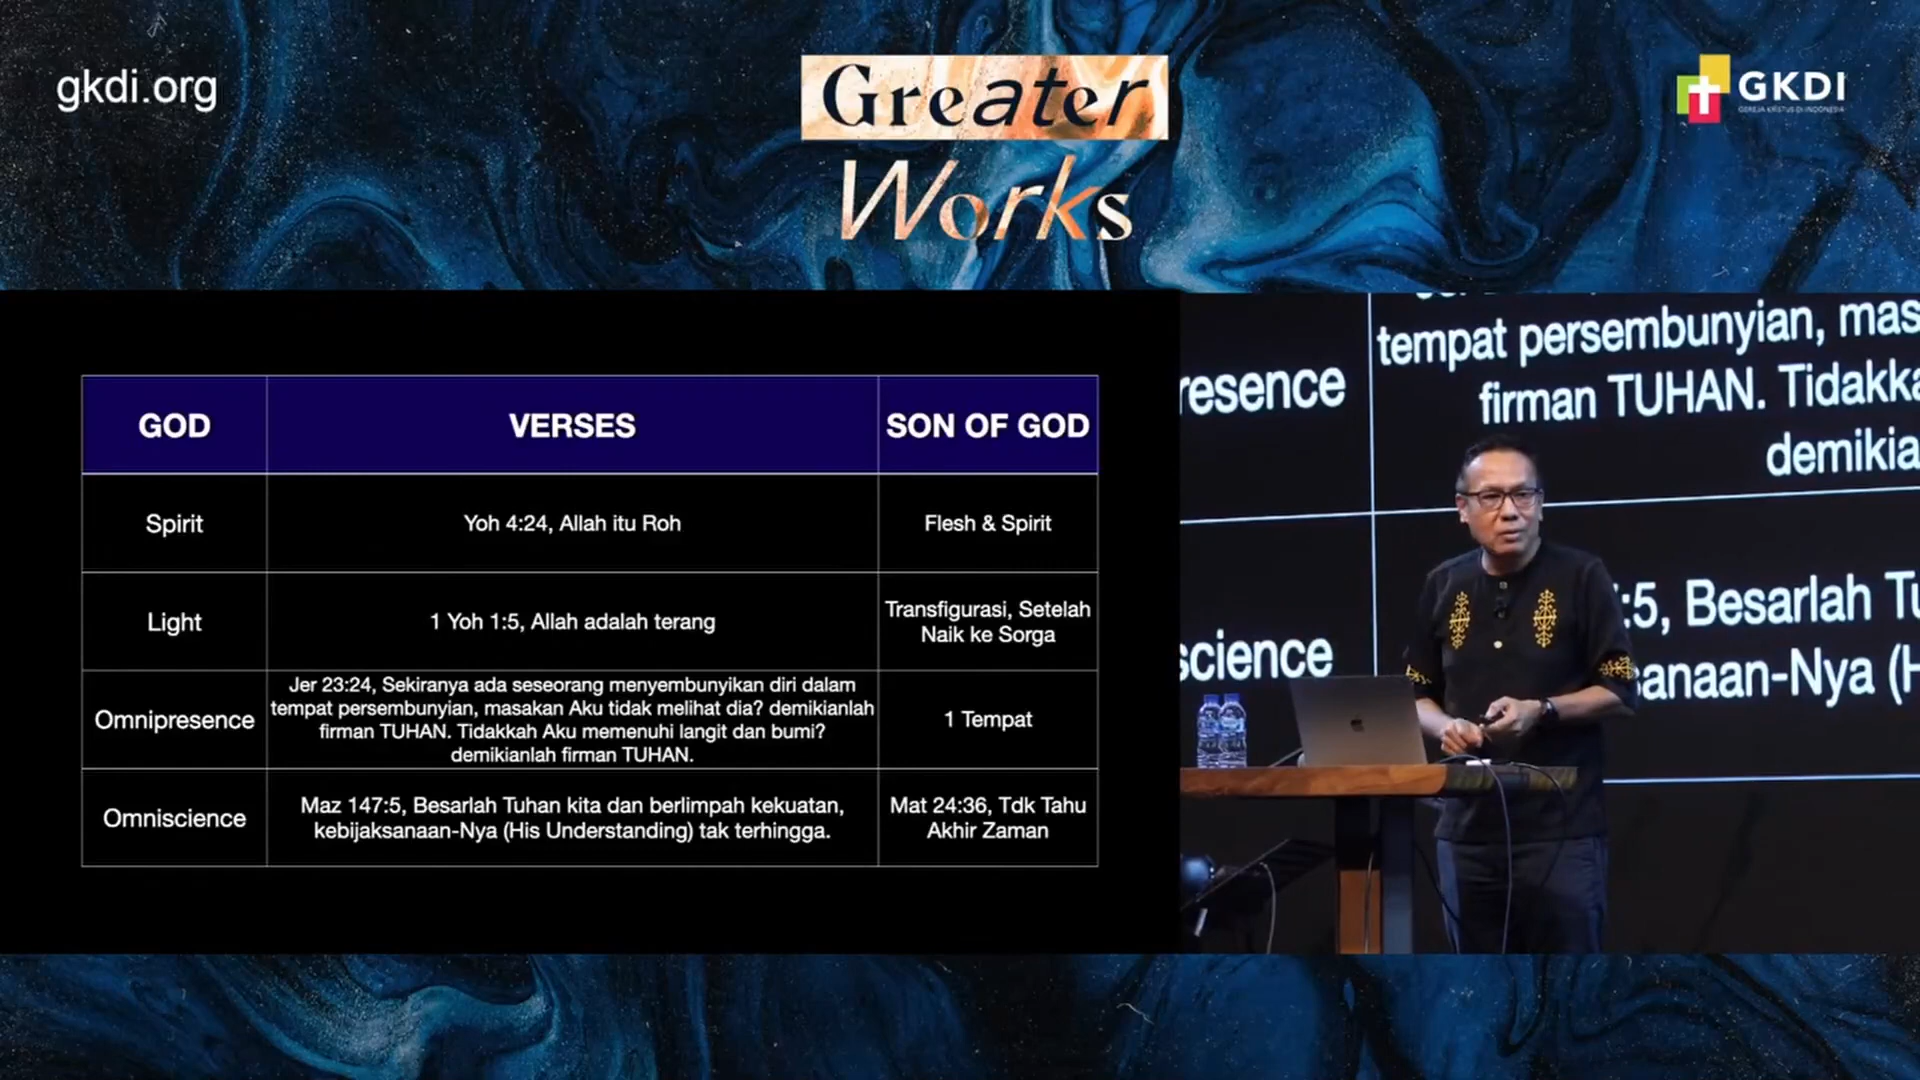 gkdi.org
Greater
Works
GKDI
GEREJA KRISTUS DI INDONESIA
GOD
VERSES
SON OF GOD
Spirit
Yoh 4:24, Allah itu Roh
Flesh & Spirit
Light
1 Yoh 1:5, Allah adalah terang
Transfigurasi, Setelah
Naik ke Sorga
Omnipresence
Jer 23:24, Sekiranya ada seseorang menyembunyikan diri dalam
tempat persembunyian, masakan Aku tidak melihat dia? demikianlah
firman TUHAN. Tidakkah Aku memenuhi langit dan bumi?
demikianlah firman TUHAN.
1 Tempat
Omniscience
Maz 147:5, Besarlah Tuhan kita dan berlimpah kekuatan,
kebijaksanaan-Nya (His Understanding) tak terhingga.
Mat 24:36, Tdk Tahu
Akhir Zaman
resence
tempat persembunyian, mas
firman TUHAN. Tidakka
demikia
science
:5, Besarlah Tu
sanaan-Nya (H